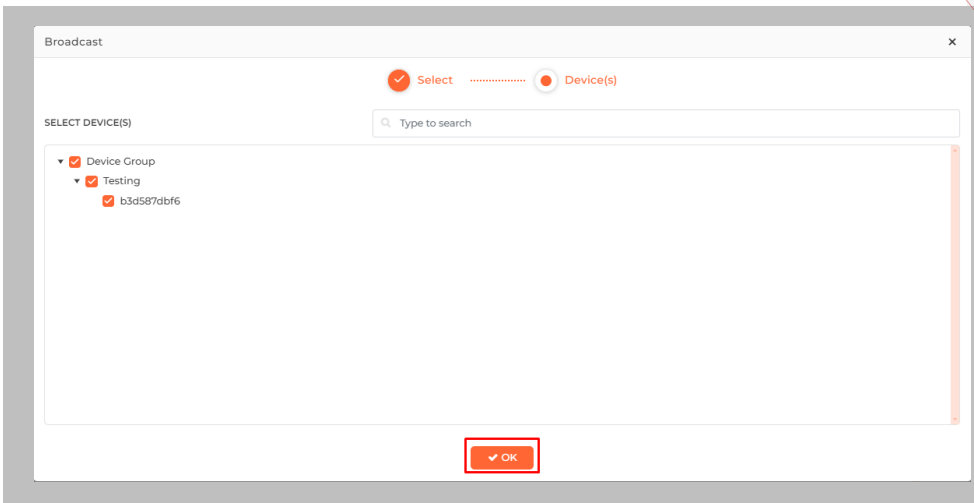 Broadcast
Select
Device(s)
SELECT DEVICE(S)
Type to search
Device Group
Testing
b3d587dbf6
OK